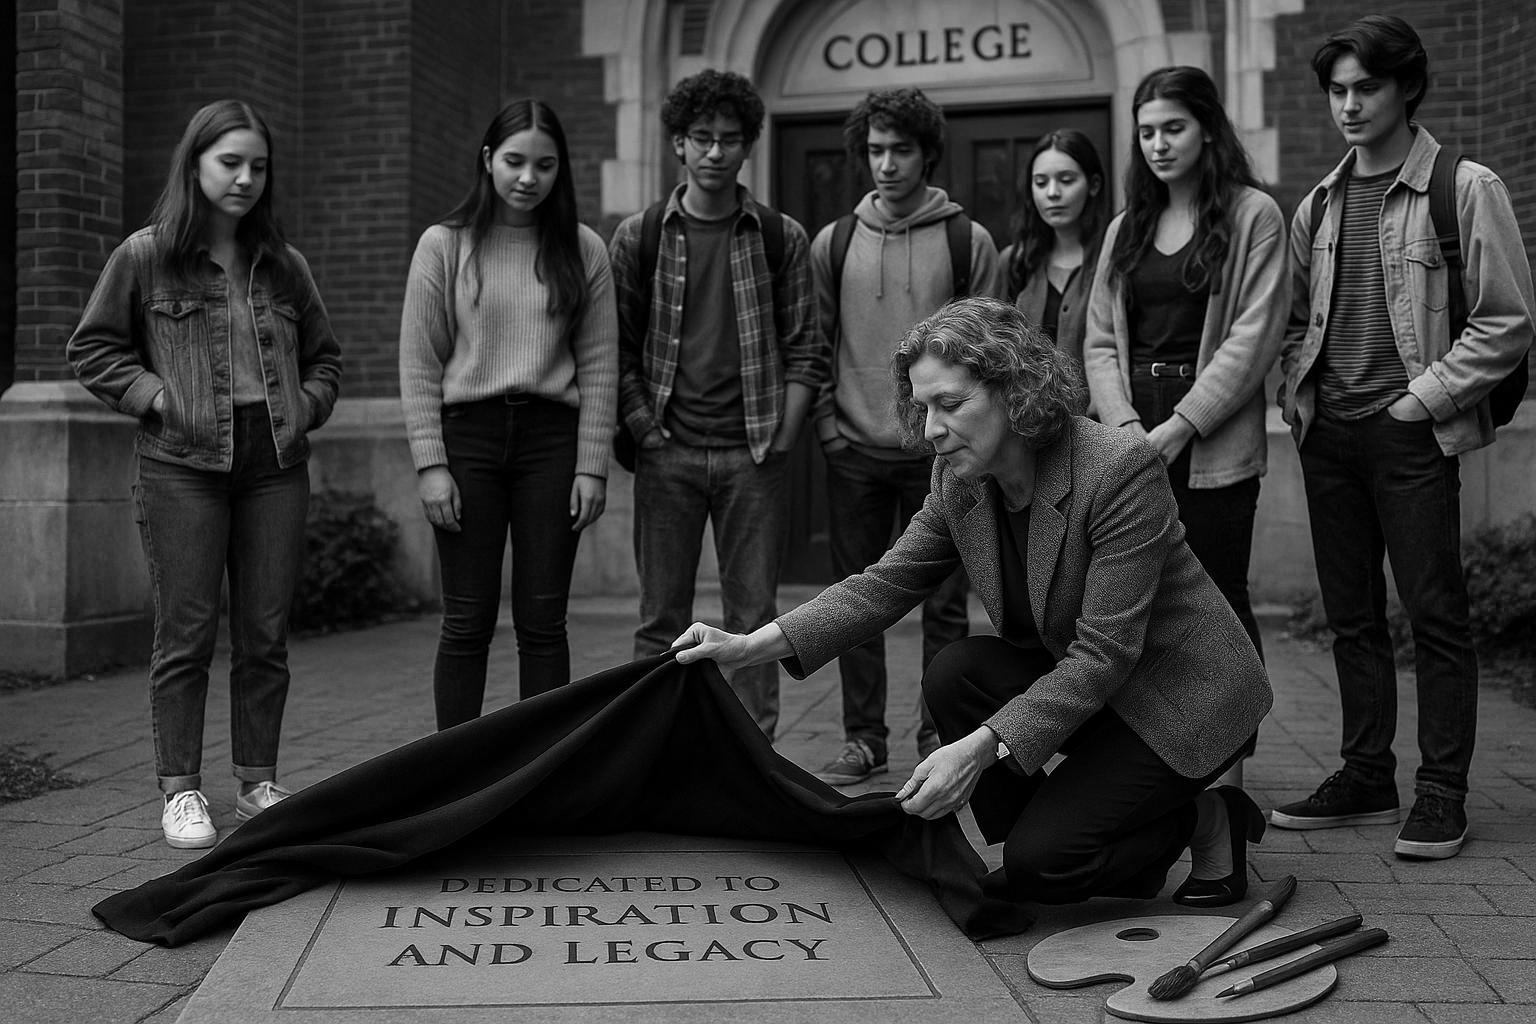 COLLEGE
DEDICATED TO
INSPIRATION
AND LEGACY